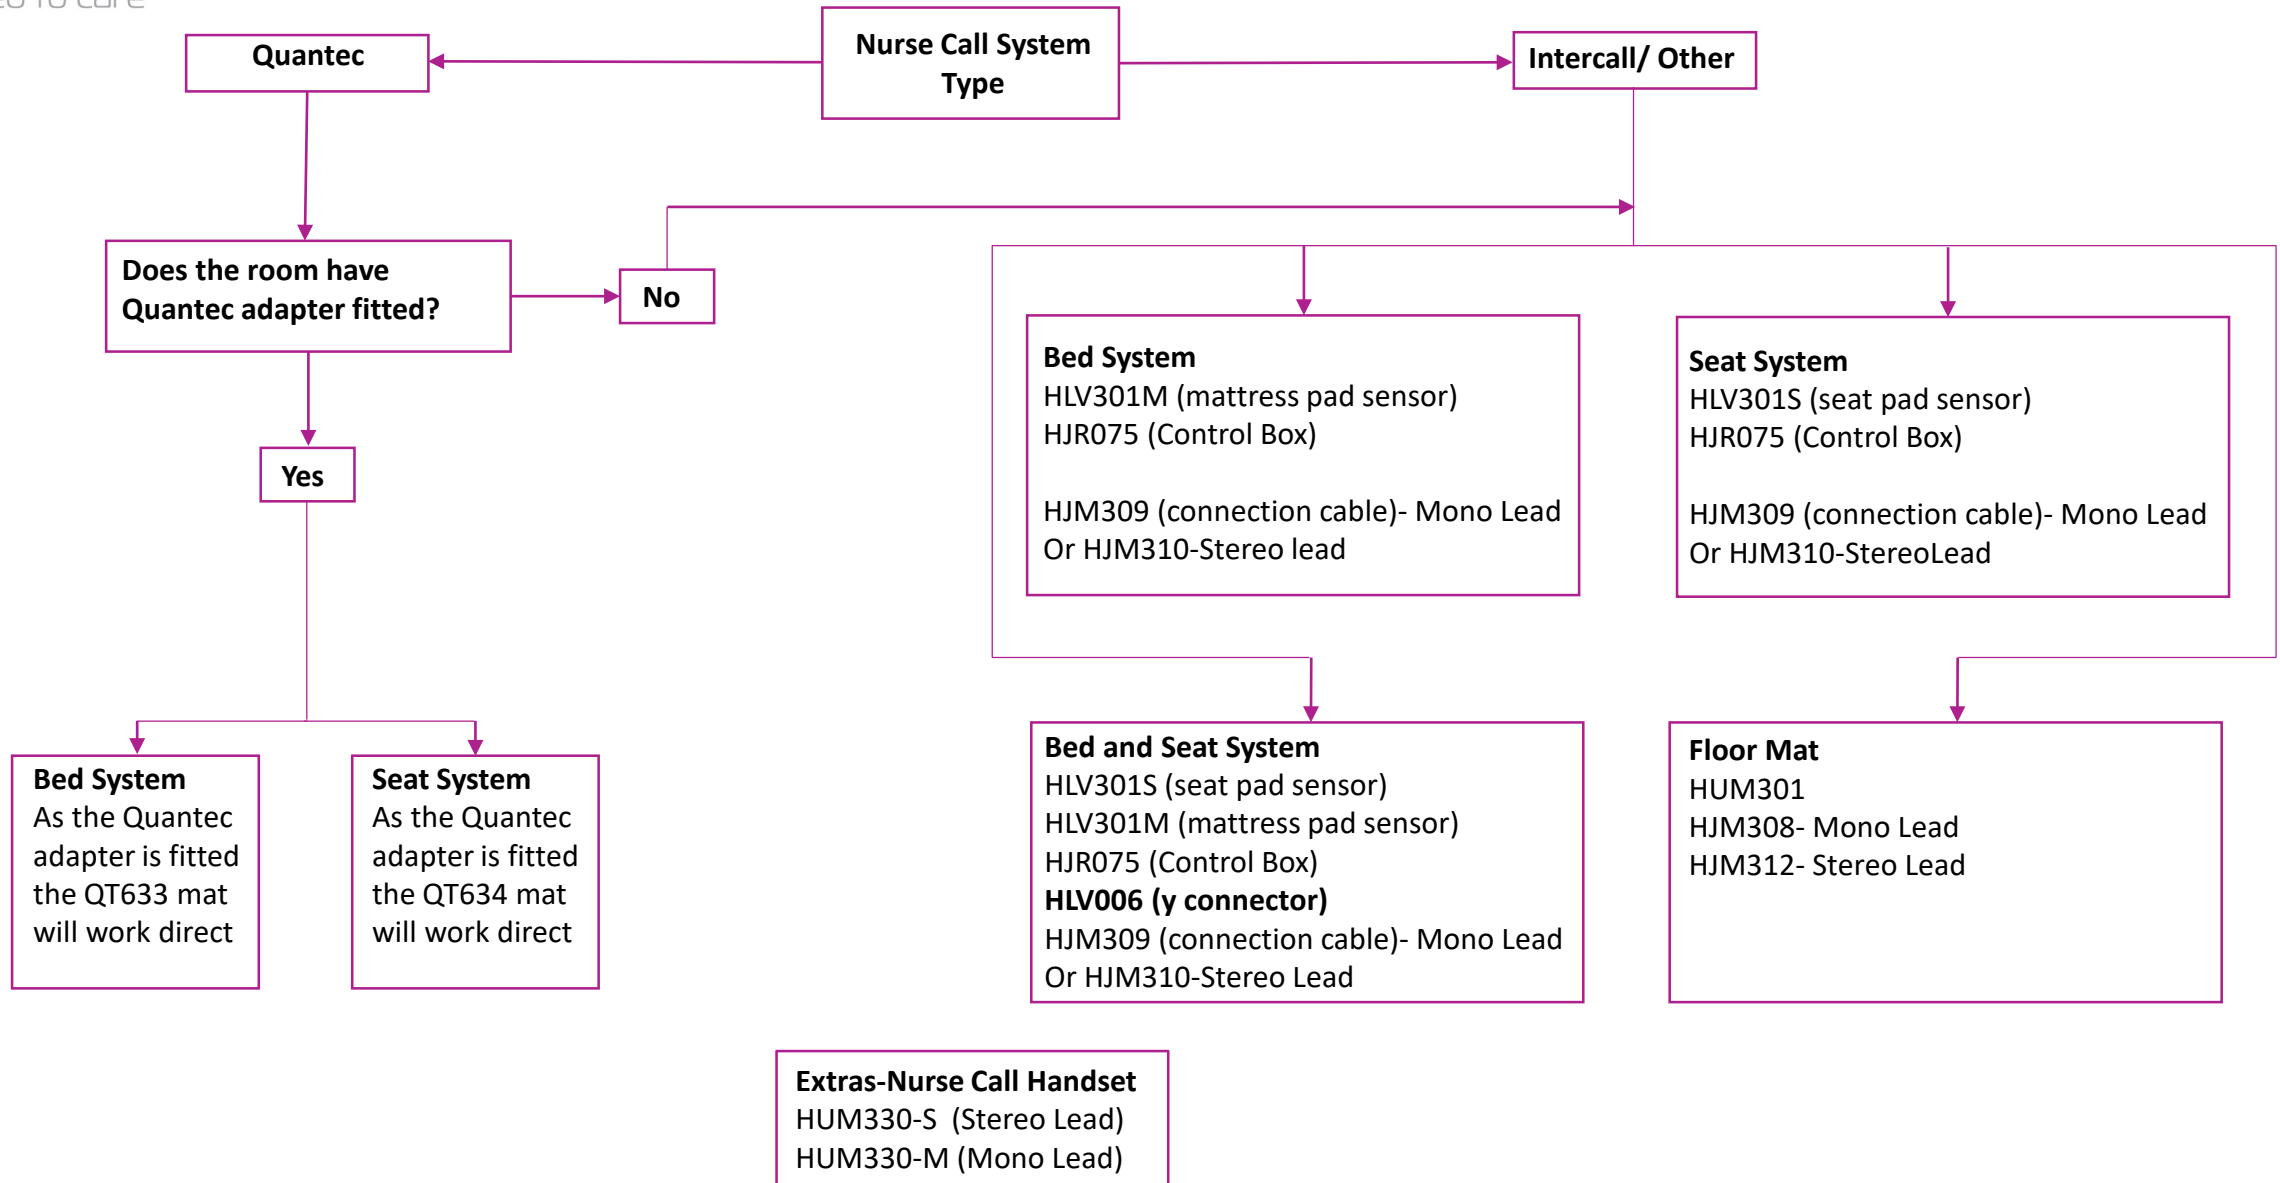 to care
Nurse Call System
Type
Quantec
Intercall/ Other
Does the room have
Quantec adapter fitted?
No
Yes
Bed System
HLV301M (mattress pad sensor)
HJR075 (Control Box)
HJM309 (connection cable)- Mono Lead
Or HJM310-Stereo lead
Seat System
HLV301S (seat pad sensor)
HJR075 (Control Box)
HJM309 (connection cable)- Mono Lead
Or HJM310-StereoLead
Bed System
As the Quantec
adapter is fitted
the QT633 mat
will work direct
Seat System
As the Quantec
adapter is fitted
the QT634 mat
will work direct
Bed and Seat System
HLV301S (seat pad sensor)
HLV301M (mattress pad sensor)
HJR075 (Control Box)
HLV006 (y connector)
HJM309 (connection cable)- Mono Lead
Or HJM310-Stereo Lead
Floor Mat
HUM301
HJM308- Mono Lead
HJM312- Stereo Lead
Extras-Nurse Call Handset
HUM330-S  (Stereo Lead)
HUM330-M (Mono Lead)